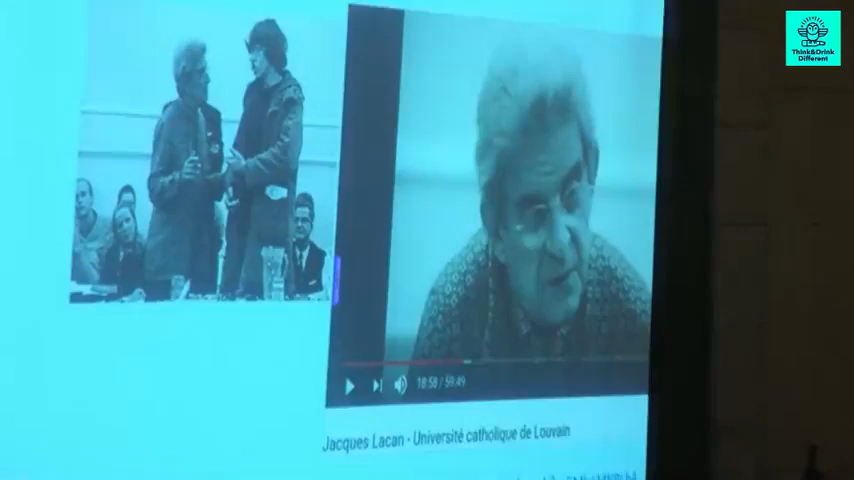 Think&Drink
Different
18:58 / 59:49
Jacques Lacan - Université catholique de Louvain